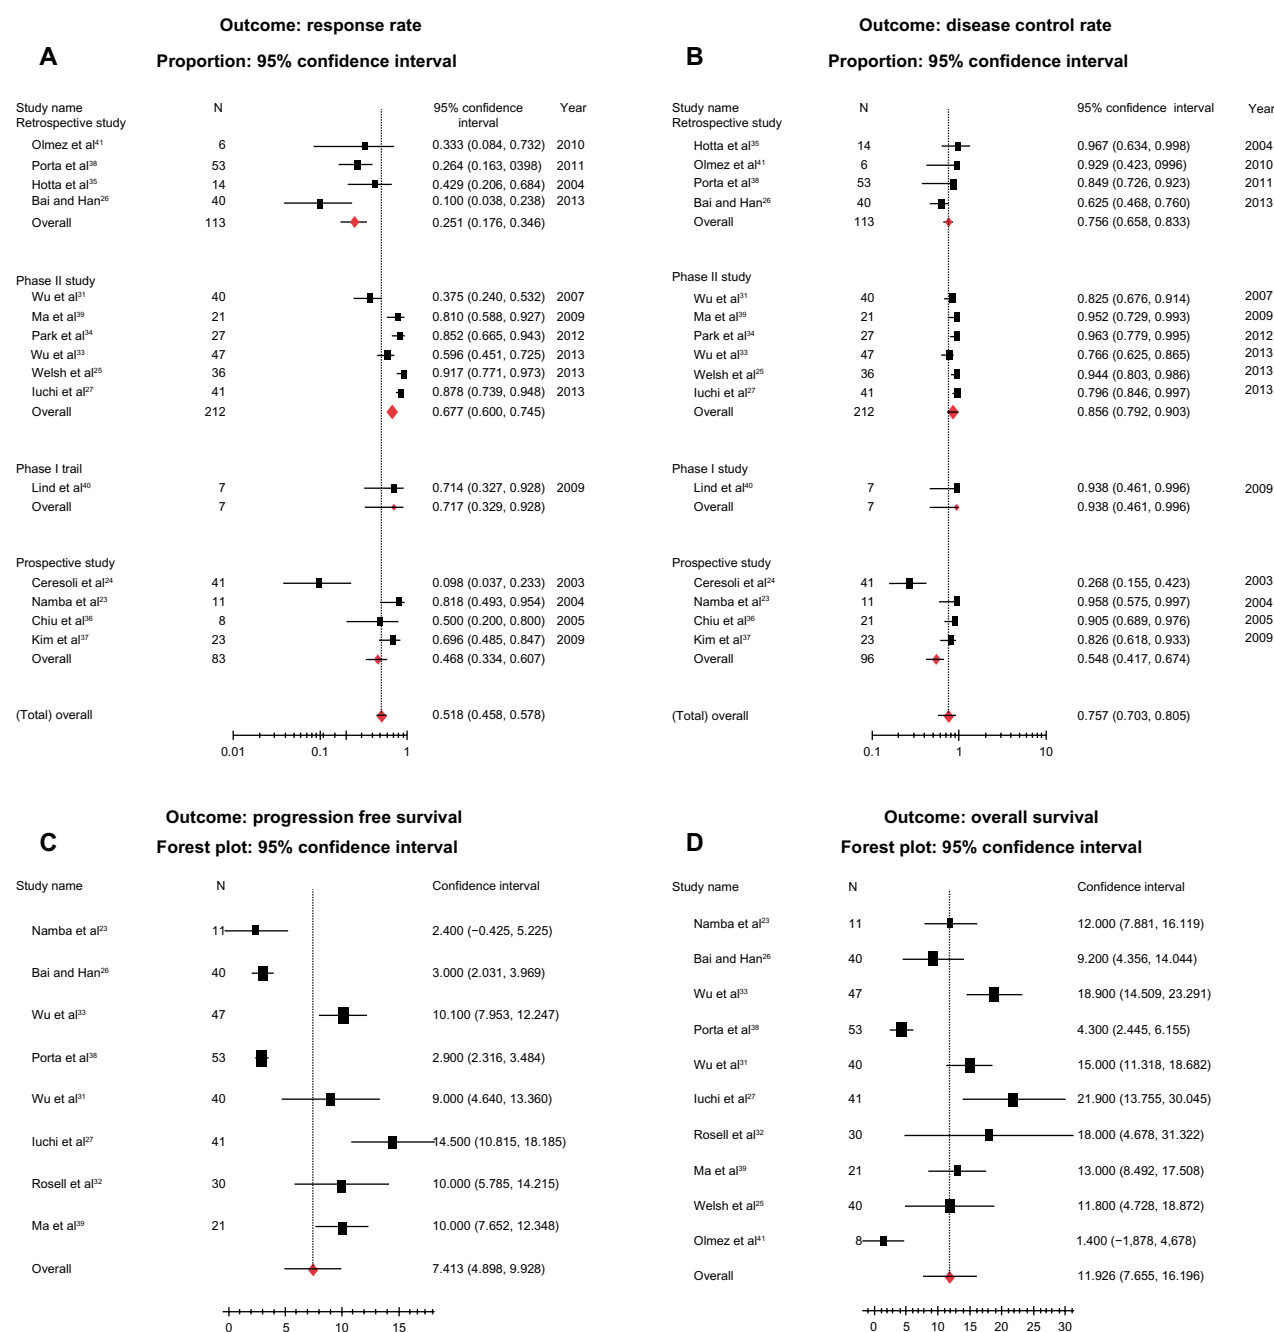 Outcome: response rate
A
Proportion: 95% confidence interval
Study name N 95% confidence interval Year
Retrospective study
Olmez et al41 6 0.333 (0.084, 0.732) 2010
Porta et al38 53 0.264 (0.163, 0398) 2011
Hotta et al35 14 0.429 (0.206, 0.684) 2004
Bai and Han26 40 0.100 (0.038, 0.238) 2013
Overall 113 0.251 (0.176, 0.346)
Phase II study
Wu et al31 40 0.375 (0.240, 0.532) 2007
Ma et al39 21 0.810 (0.588, 0.927) 2009
Park et al34 27 0.852 (0.665, 0.943) 2012
Wu et al33 47 0.596 (0.451, 0.725) 2013
Welsh et al25 36 0.917 (0.771, 0.973) 2013
Iuchi et al27 41 0.878 (0.739, 0.948) 2013
Overall 212 0.677 (0.600, 0.745)
Phase I trail
Lind et al40 7 0.714 (0.327, 0.928) 2009
Overall 7 0.717 (0.329, 0.928)
Prospective study
Ceresoli et al24 41 0.098 (0.037, 0.233) 2003
Namba et al23 11 0.818 (0.493, 0.954) 2004
Chiu et al36 8 0.500 (0.200, 0.800) 2005
Kim et al37 23 0.696 (0.485, 0.847) 2009
Overall 83 0.468 (0.334, 0.607)
(Total) overall 0.518 (0.458, 0.578)
0.01 0.1 1
Outcome: disease control rate
B
Proportion: 95% confidence interval
Study name N 95% confidence interval Year
Retrospective study
Hotta et al35 14 0.967 (0.634, 0.998) 2004
Olmez et al41 6 0.929 (0.423, 0996) 2010
Porta et al38 53 0.849 (0.726, 0.923) 2011
Bai and Han26 40 0.625 (0.468, 0.760) 2013
Overall 113 0.756 (0.658, 0.833)
Phase II study
Wu et al31 40 0.825 (0.676, 0.914) 2007
Ma et al39 21 0.952 (0.729, 0.993) 2009
Park et al34 27 0.963 (0.779, 0.995) 2012
Wu et al33 47 0.766 (0.625, 0.865) 2013
Welsh et al25 36 0.944 (0.803, 0.986) 2013
Iuchi et al27 41 0.796 (0.846, 0.997) 2013
Overall 212 0.856 (0.792, 0.903)
Phase I study
Lind et al40 7 0.938 (0.461, 0.996) 2009
Overall 7 0.938 (0.461, 0.996)
Prospective study
Ceresoli et al24 41 0.268 (0.155, 0.423) 2003
Namba et al23 11 0.958 (0.575, 0.997) 2004
Chiu et al36 21 0.905 (0.689, 0.976) 2005
Kim et al37 23 0.826 (0.618, 0.933) 2009
Overall 96 0.548 (0.417, 0.674)
(Total) overall 0.757 (0.703, 0.805)
0.1 1 10
Outcome: progression free survival
C
Forest plot: 95% confidence interval
Study name N Confidence interval
Namba et al23 11 2.400 (−0.425, 5.225)
Bai and Han26 40 3.000 (2.031, 3.969)
Wu et al33 47 10.100 (7.953, 12.247)
Porta et al38 53 2.900 (2.316, 3.484)
Wu et al31 40 9.000 (4.640, 13.360)
Iuchi et al27 41 14.500 (10.815, 18.185)
Rosell et al32 30 10.000 (5.785, 14.215)
Ma et al39 21 10.000 (7.652, 12.348)
Overall 7.413 (4.898, 9.928)
0 5 10 15
Outcome: overall survival
D
Forest plot: 95% confidence interval
Study name N Confidence interval
Namba et al23 11 12.000 (7.881, 16.119)
Bai and Han26 40 9.200 (4.356, 14.044)
Wu et al33 47 18.900 (14.509, 23.291)
Porta et al38 53 4.300 (2.445, 6.155)
Wu et al31 40 15.000 (11.318, 18.682)
Iuchi et al27 41 21.900 (13.755, 30.045)
Rosell et al32 30 18.000 (4.678, 31.322)
Ma et al39 21 13.000 (8.492, 17.508)
Welsh et al25 40 11.800 (4.728, 18.872)
Olmez et al41 8 1.400 (−1,878, 4,678)
Overall 11.926 (7.655, 16.196)
0 5 10 15 20 25 30